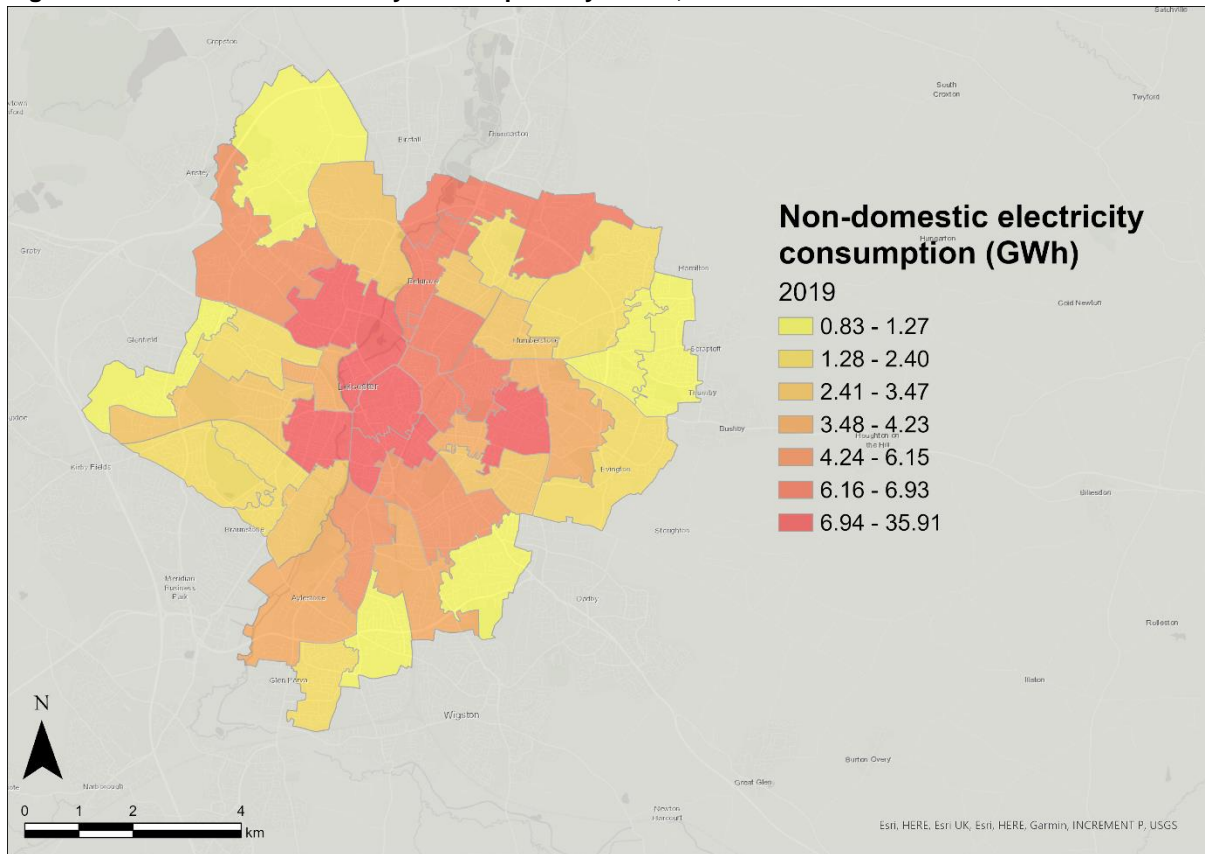 Cropston
South
Croxton
Twyford
Birstall
Anstey
Groby
Hungarton
Hamilton
Cold Newton
Belgrave
Glenfield
Humberstone
Scraptoft
Leicester
Thurnby
Bushby
Houghton on
the Hill
Kirby Fields
Evington
Billesdon
Braunstone
Stoughton
Meridian
Business
Park
Aylestone
Oadby
Rolleston
Glen Parva
Illston
Wigston
Burton Overy
Narborough
Great Glen
Newton
Harcourt
Non-domestic electricity
consumption (GWh)
2019
0.83 - 1.27
1.28 - 2.40
2.41 - 3.47
3.48 - 4.23
4.24 - 6.15
6.16 - 6.93
6.94 - 35.91
N
0 1 2 4
km
Esri, HERE, Esri UK, Esri, HERE, Garmin, INCREMENT P, USGS